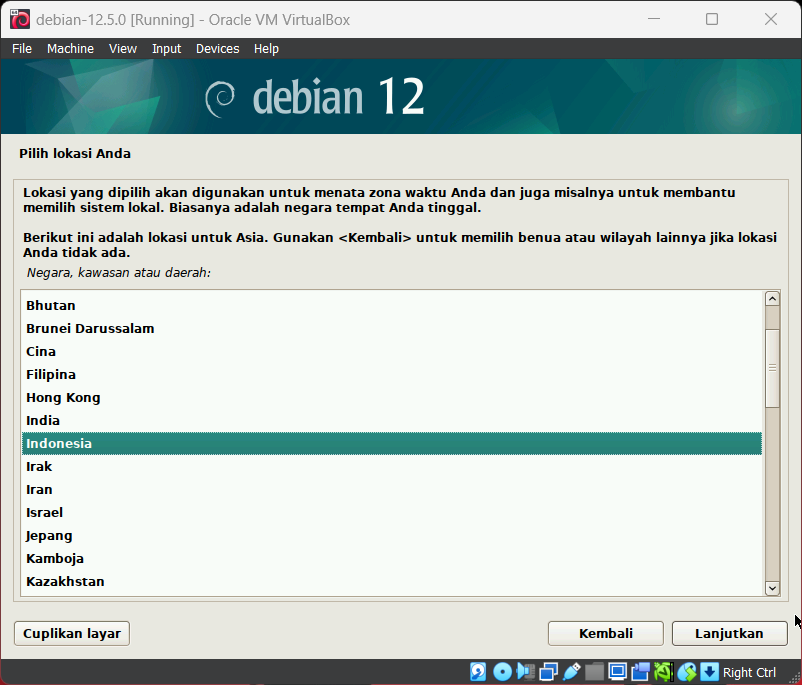 debian-12.5.0 [Running] - Oracle VM VirtualBox
File Machine View Input Devices Help
debian 12
Pilih lokasi Anda
Lokasi yang dipilih akan digunakan untuk menata zona waktu Anda dan juga misalnya untuk membantu
memilih sistem lokal. Biasanya adalah negara tempat Anda tinggal.
Berikut ini adalah lokasi untuk Asia. Gunakan <Kembali> untuk memilih benua atau wilayah lainnya jika lokasi
Anda tidak ada.
Negara, kawasan atau daerah:
Bhutan
Brunei Darussalam
Cina
Filipina
Hong Kong
India
Indonesia
Irak
Iran
Israel
Jepang
Kamboja
Kazakhstan
Cuplikan layar Kembali Lanjutkan
Right Ctrl